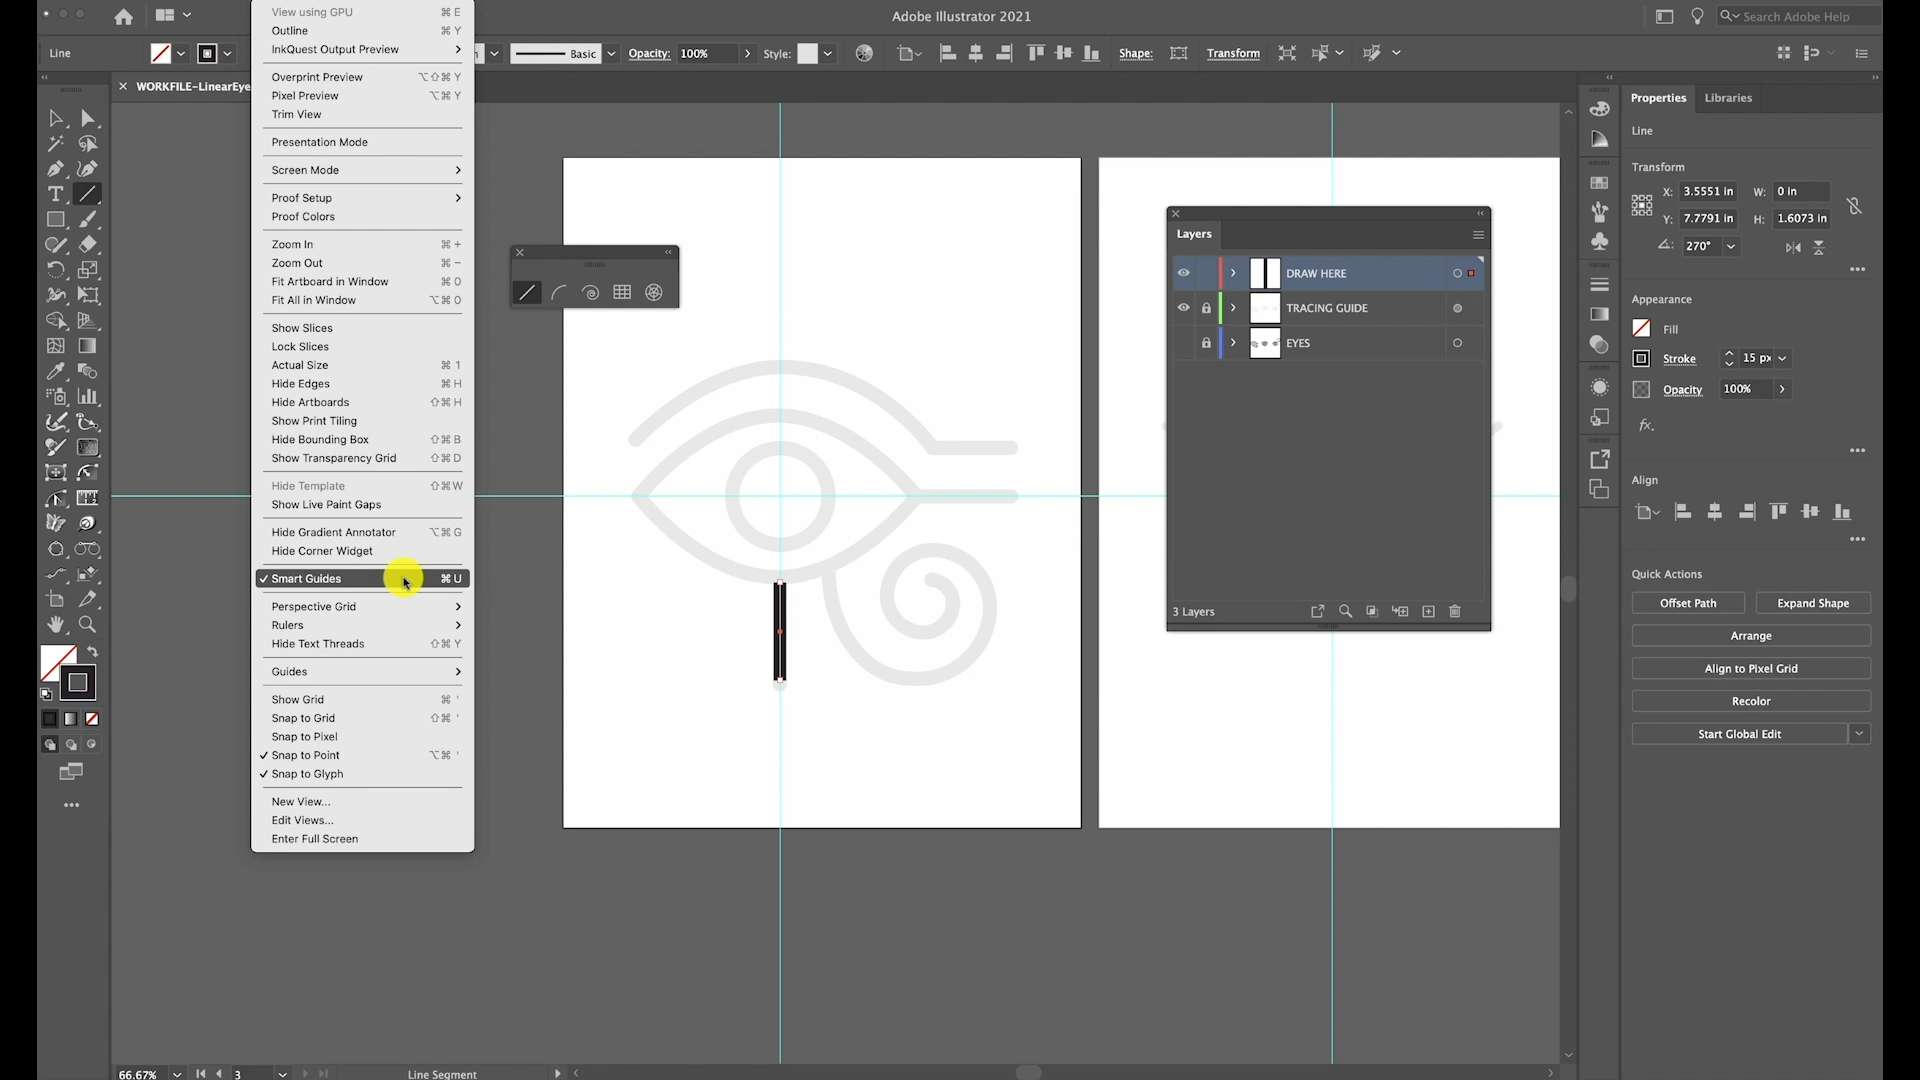 Adobe Illustrator 2021
Search Adobe Help
Line
Basic
Opacity: 100%
Style:
Shape:
Transform
WORKFILE-LinearEye
View using GPU ⌘ E
Outline ⌘ Y
InkQuest Output Preview
Overprint Preview ⌥⇧⌘ Y
Pixel Preview ⌥⌘ Y
Trim View
Presentation Mode
Screen Mode
Proof Setup
Proof Colors
Zoom In ⌘ +
Zoom Out ⌘ −
Fit Artboard in Window ⌘ 0
Fit All in Window ⌥⌘ 0
Show Slices
Lock Slices
Actual Size ⌘ 1
Hide Edges ⌘ H
Hide Artboards ⇧⌘ H
Show Print Tiling
Hide Bounding Box ⇧⌘ B
Show Transparency Grid ⇧⌘ D
Hide Template ⇧⌘ W
Show Live Paint Gaps
Hide Gradient Annotator ⌥⌘ G
Hide Corner Widget
✓ Smart Guides ⌘ U
Perspective Grid
Rulers
Hide Text Threads ⇧⌘ Y
Guides
Show Grid ⌘ '
Snap to Grid ⇧⌘ '
Snap to Pixel
✓ Snap to Point ⌥⌘ '
✓ Snap to Glyph
New View...
Edit Views...
Enter Full Screen
Layers
DRAW HERE
TRACING GUIDE
EYES
3 Layers
Properties Libraries
Line
Transform
X: 3.5551 in W: 0 in
Y: 7.7791 in H: 1.6073 in
270°
Appearance
Fill
Stroke 15 px
Opacity 100%
fx.
Align
Quick Actions
Offset Path Expand Shape
Arrange
Align to Pixel Grid
Recolor
Start Global Edit
66.67% 3 Line Segment